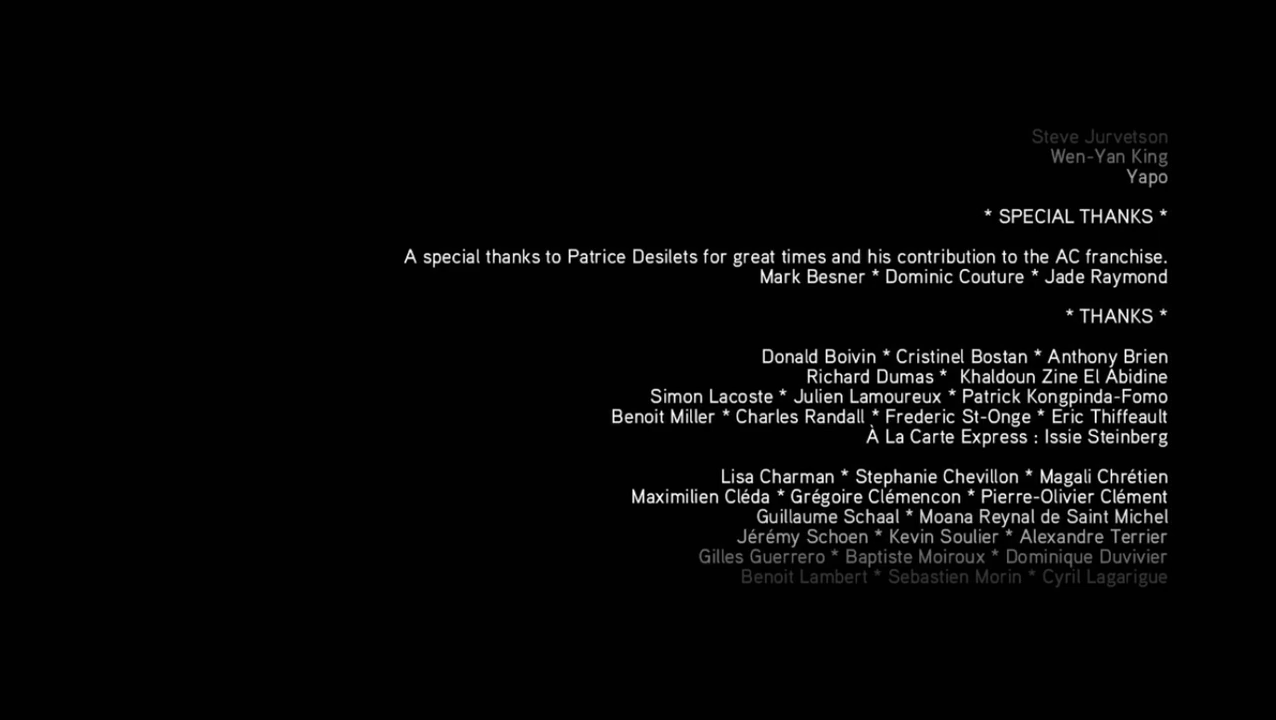 Steve Jurvetson
Wen-Yan King
Yapo
* SPECIAL THANKS *
A special thanks to Patrice Desilets for great times and his contribution to the AC franchise.
Mark Besner * Dominic Couture * Jade Raymond
* THANKS *
Donald Boivin * Cristinel Bostan * Anthony Brien
Richard Dumas *  Khaldoun Zine El Abidine
Simon Lacoste * Julien Lamoureux * Patrick Kongpinda-Fomo
Benoit Miller * Charles Randall * Frederic St-Onge * Eric Thiffeault
À La Carte Express : Issie Steinberg
Lisa Charman * Stephanie Chevillon * Magali Chrétien
Maximilien Cléda * Grégoire Clémencon * Pierre-Olivier Clément
Guillaume Schaal * Moana Reynal de Saint Michel
Jérémy Schoen * Kevin Soulier * Alexandre Terrier
Gilles Guerrero * Baptiste Moiroux * Dominique Duvivier
Benoit Lambert * Sebastien Morin * Cyril Lagarigue